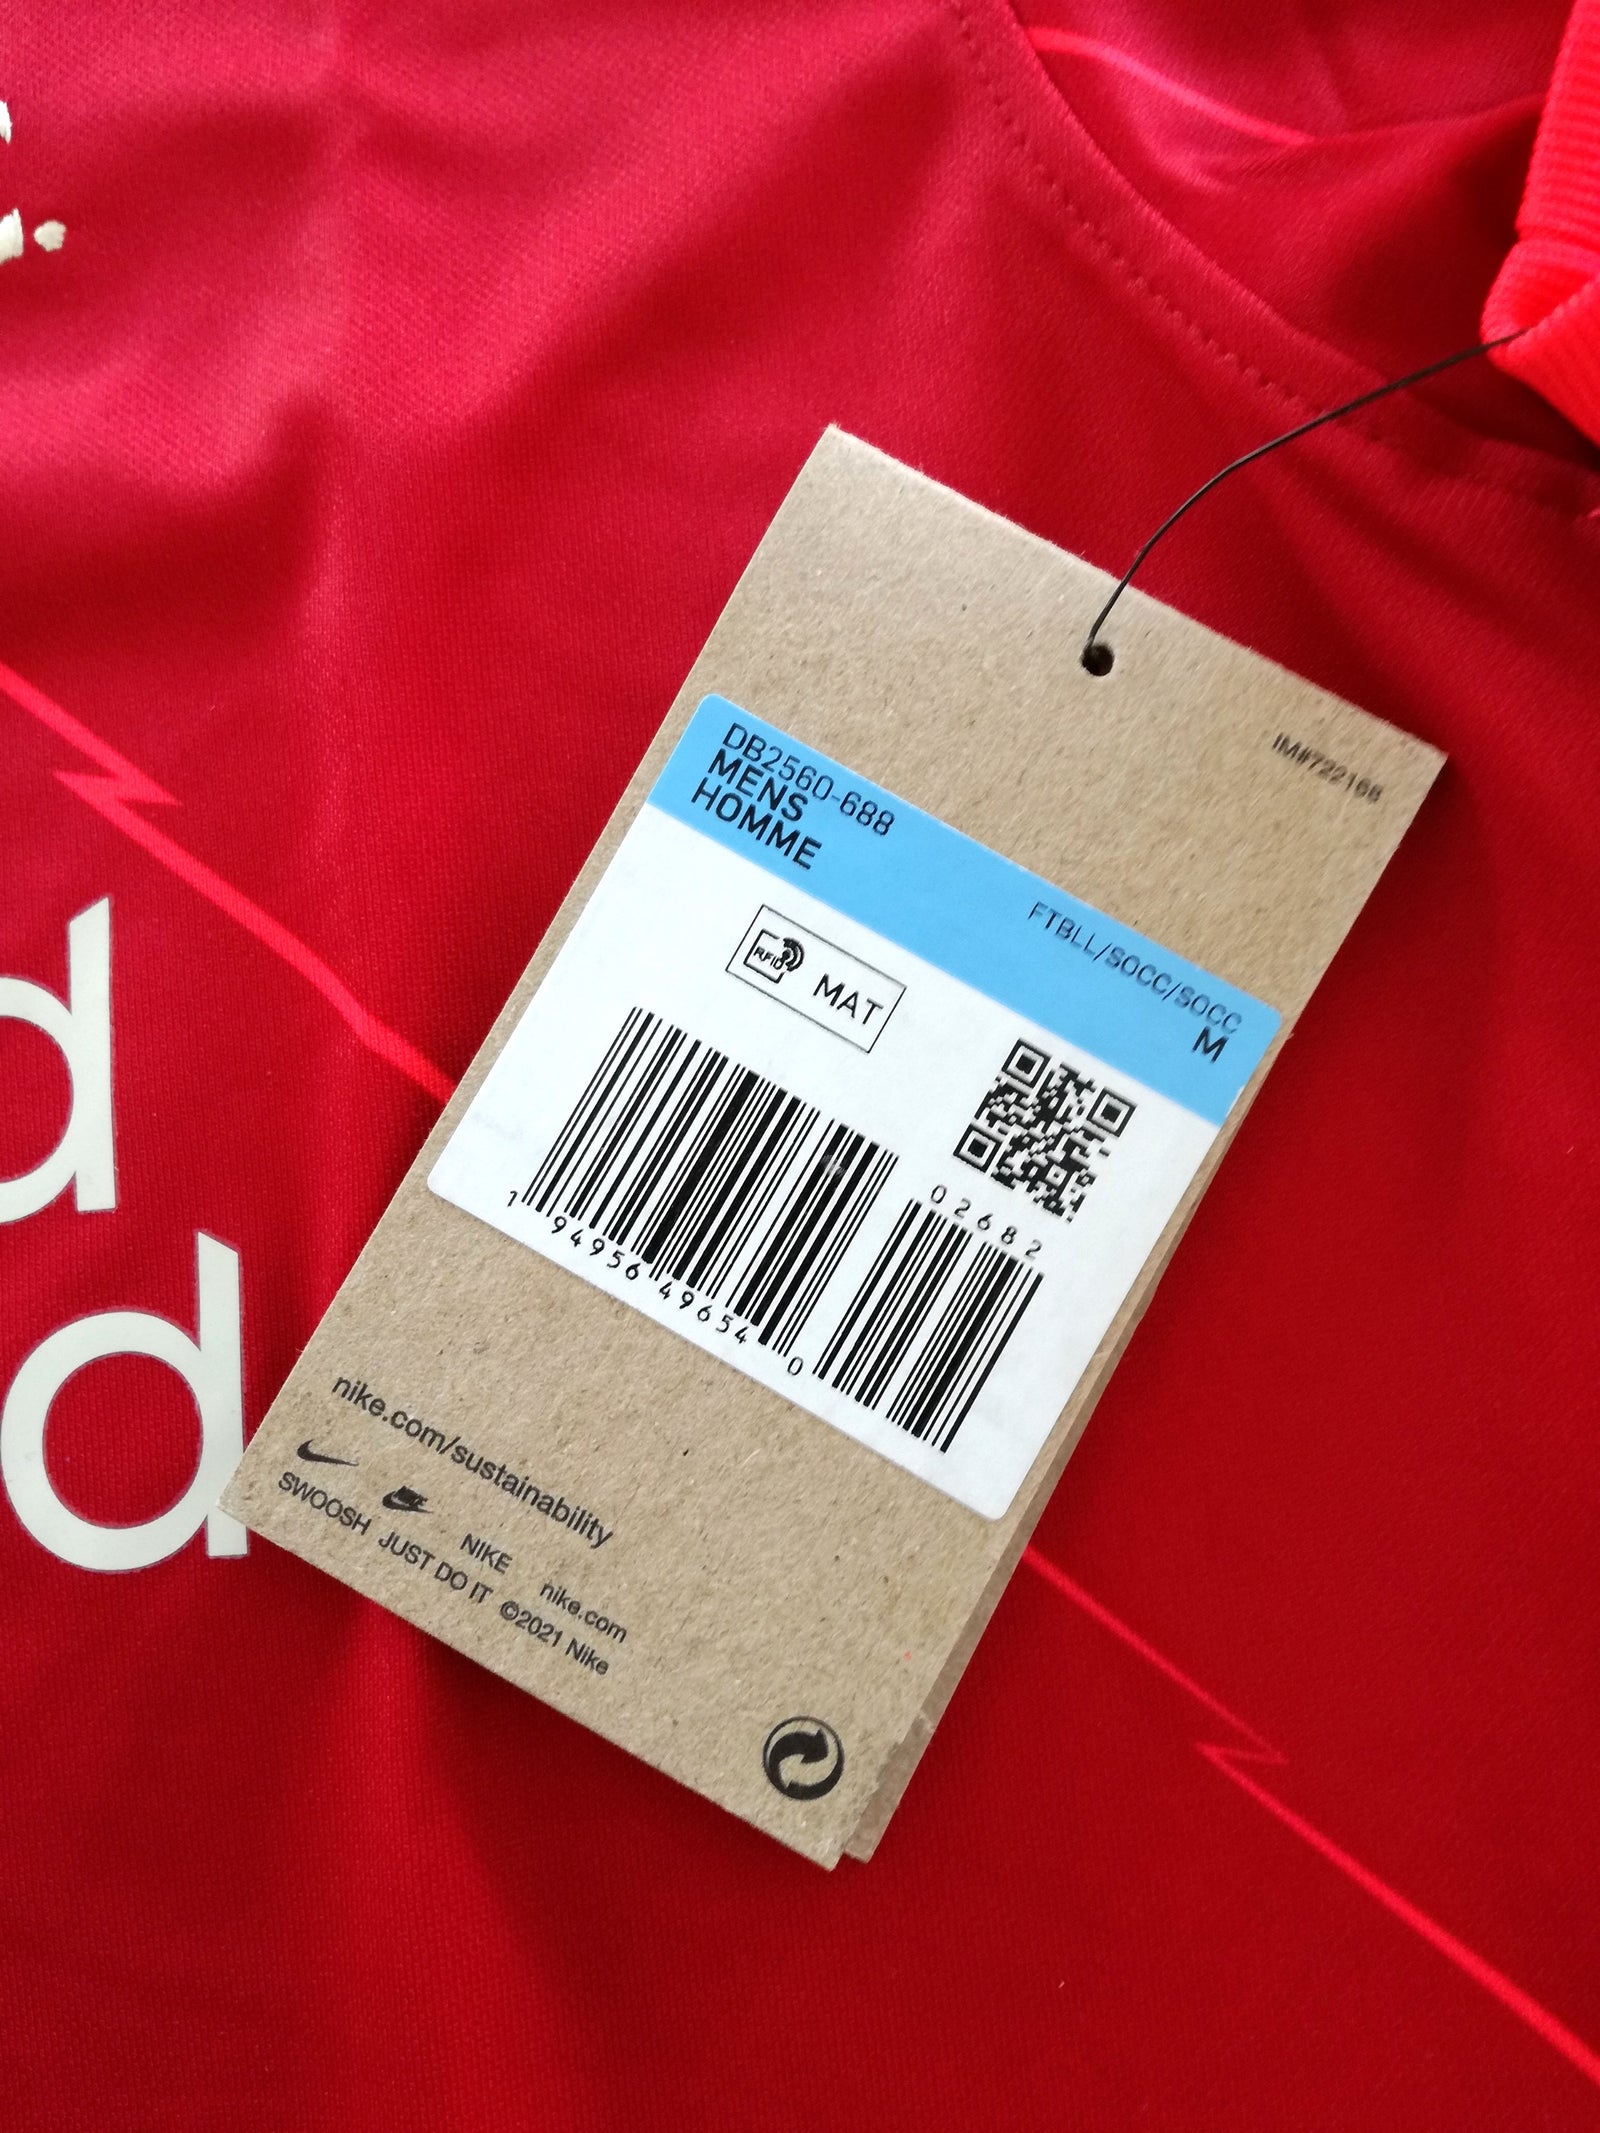 IM#722168
DB2560-688
MENS
HOMME
FTBLL/SOCC/SOCC
M
RFID MAT
02682
1 94956 49654 0
nike.com/sustainability
NIKE nike.com
SWOOSH JUST DO IT ©2021 Nike
d
d